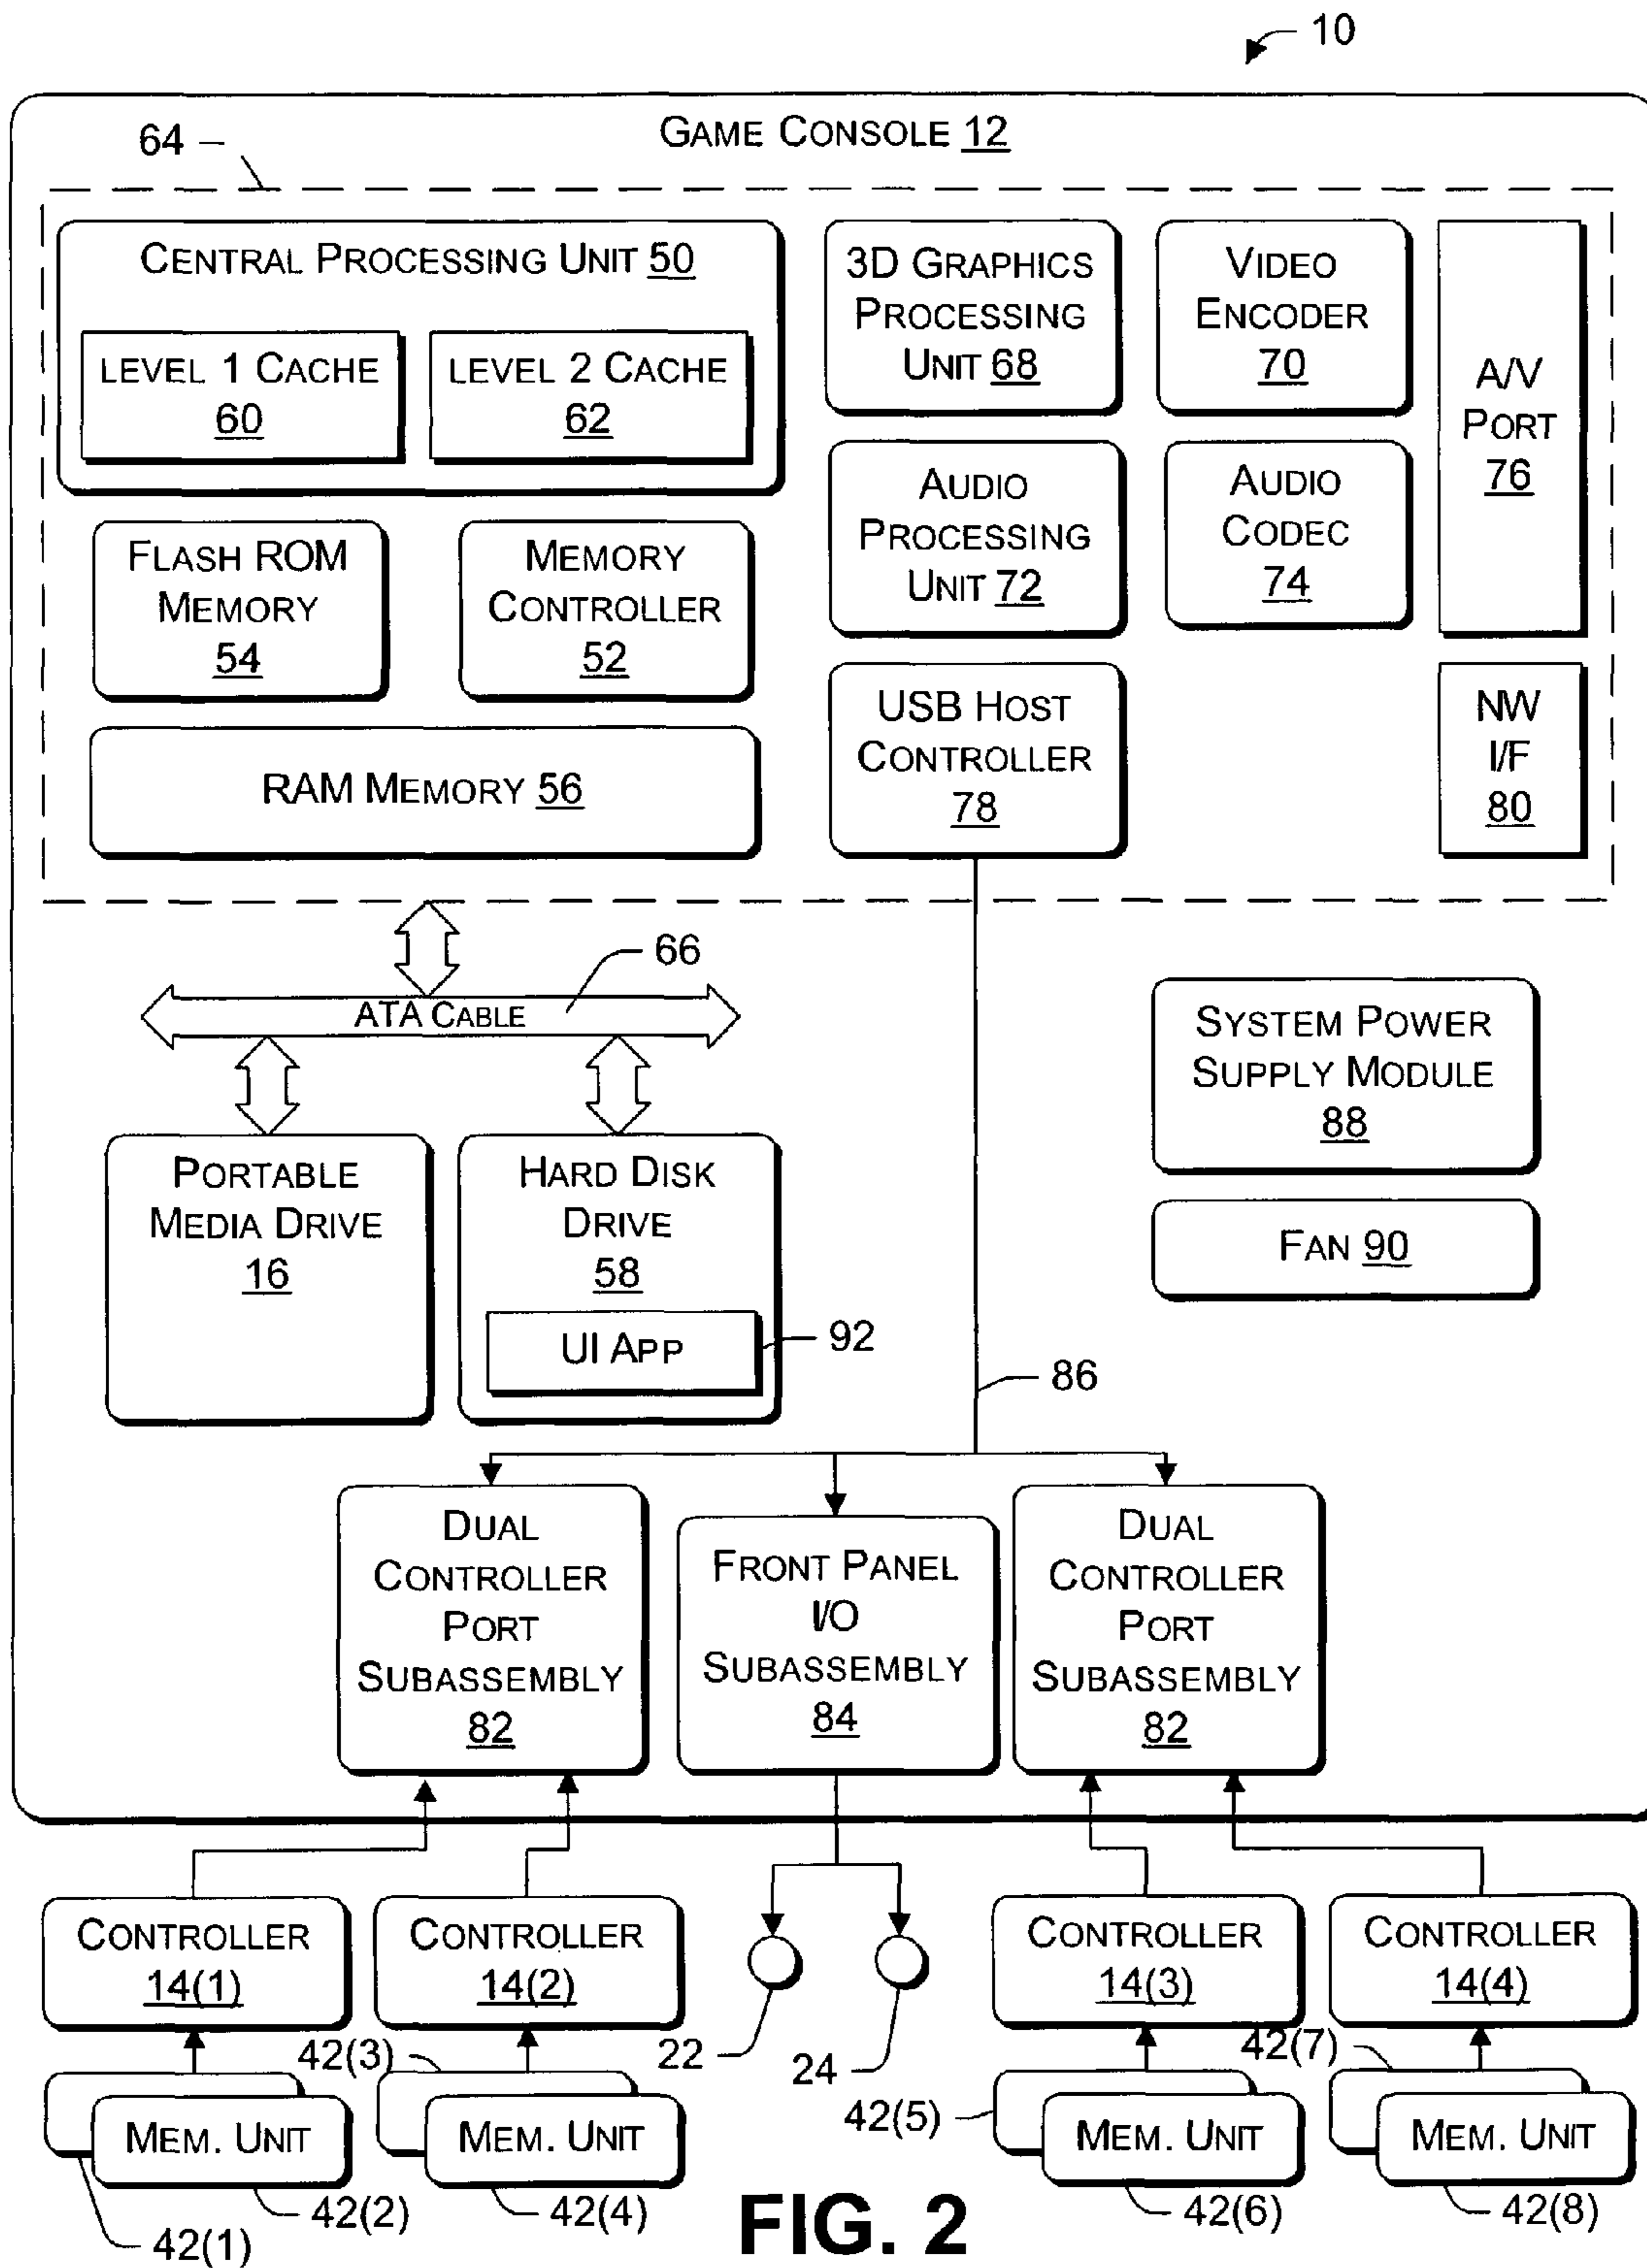 10
GAME CONSOLE 12
64
CENTRAL PROCESSING UNIT 50
LEVEL 1 CACHE
60
LEVEL 2 CACHE
62
3D GRAPHICS
PROCESSING
UNIT 68
VIDEO
ENCODER
70
A/V
PORT
76
FLASH ROM
MEMORY
54
MEMORY
CONTROLLER
52
AUDIO
PROCESSING
UNIT 72
AUDIO
CODEC
74
RAM MEMORY 56
USB HOST
CONTROLLER
78
NW
I/F
80
66
ATA CABLE
SYSTEM POWER
SUPPLY MODULE
88
PORTABLE
MEDIA DRIVE
16
HARD DISK
DRIVE
58
UI APP
92
FAN 90
86
DUAL
CONTROLLER
PORT
SUBASSEMBLY
82
FRONT PANEL
I/O
SUBASSEMBLY
84
DUAL
CONTROLLER
PORT
SUBASSEMBLY
82
CONTROLLER
14(1)
CONTROLLER
14(2)
CONTROLLER
14(3)
CONTROLLER
14(4)
22
24
42(3)
42(7)
42(5)
MEM. UNIT
MEM. UNIT
MEM. UNIT
MEM. UNIT
42(1)
42(2)
42(4)
42(6)
42(8)
FIG. 2